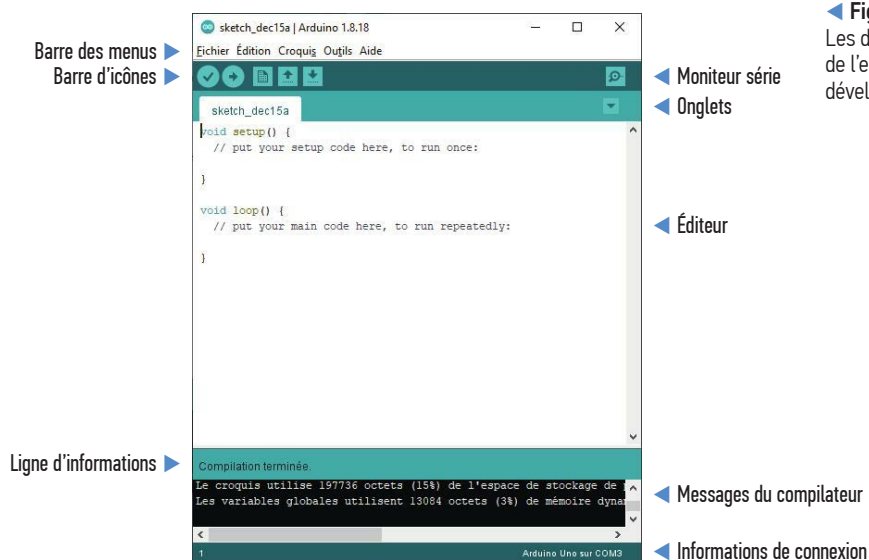 sketch_dec15a | Arduino 1.8.18
Barre des menus
Fichier Édition Croquis Outils Aide
Barre d'icônes
Moniteur série
sketch_dec15a
Onglets
void setup() {
// put your setup code here, to run once:
}
void loop() {
// put your main code here, to run repeatedly:
}
Éditeur
Ligne d'informations
Compilation terminée.
Le croquis utilise 197736 octets (15%) de l'espace de stockage de
Les variables globales utilisent 13084 octets (3%) de mémoire
Messages du compilateur
1
Arduino Uno sur COM3
Informations de connexion
Les
de